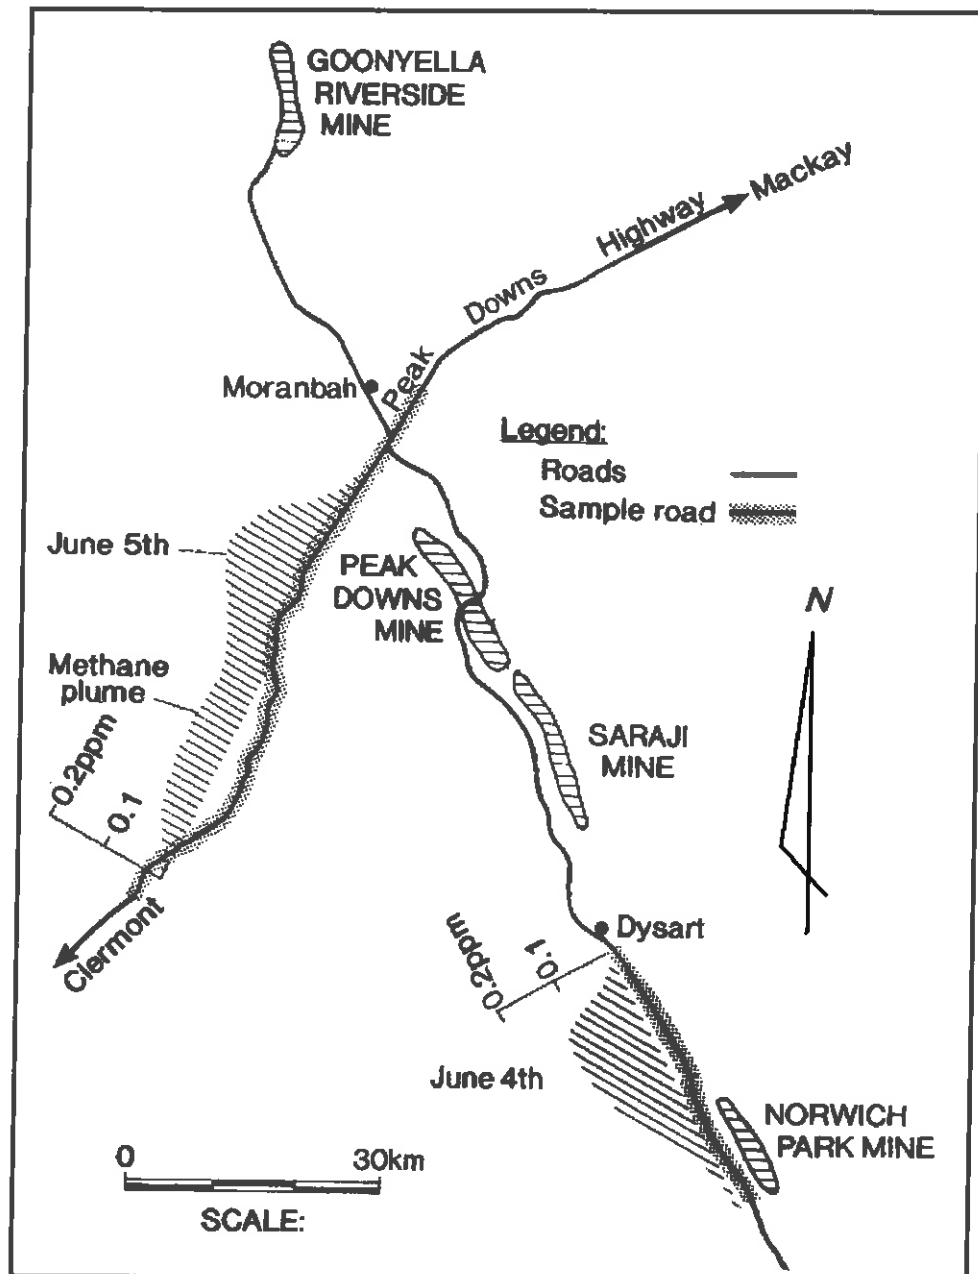 GOONYELLA
RIVERSIDE
MINE
Mackay
Highway
Downs
Peak
Moranbah
Legend:
Roads
Sample road
June 5th
PEAK
DOWNS
MINE
N
Methane
plume
0.2ppm
0.1
SARAJI
MINE
Clermont
Dysart
0.2ppm
0.1
June 4th
NORWICH
PARK MINE
0 30km
SCALE: